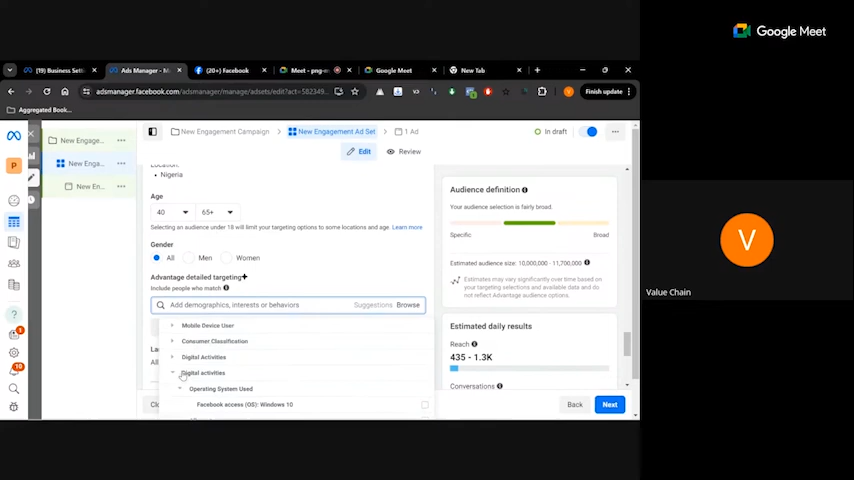 Google Meet
(19) Business Setti
Ads Manager - M
(20+) Facebook
Meet - png-m
Google Meet
New Tab
adsmanager.facebook.com/adsmanager/manage/adsets/edit?act=582349
Finish update
Aggregated Book...
New Engage...
New Enga...
New En...
New Engagement Campaign
New Engagement Ad Set
1 Ad
In draft
Edit
Review
Location:
• Nigeria
Age
40
65+
Selecting an audience under 18 will limit your targeting options to some locations and age. Learn more
Gender
All
Men
Women
Advantage detailed targeting
Include people who match
Add demographics, interests or behaviors
Suggestions
Browse
Mobile Device User
Consumer Classification
Digital Activities
Digital activities
Operating System Used
Facebook access (OS): Windows 10
La
All
Clo
Audience definition
Your audience selection is fairly broad.
Specific
Broad
Estimated audience size: 10,000,000 - 11,700,000
Estimates may vary significantly over time based on
your targeting selections and available data and do
not reflect Advantage audience options.
Estimated daily results
Reach
435 - 1.3K
Conversions
Back
Next
P
1
10
V
Value Chain